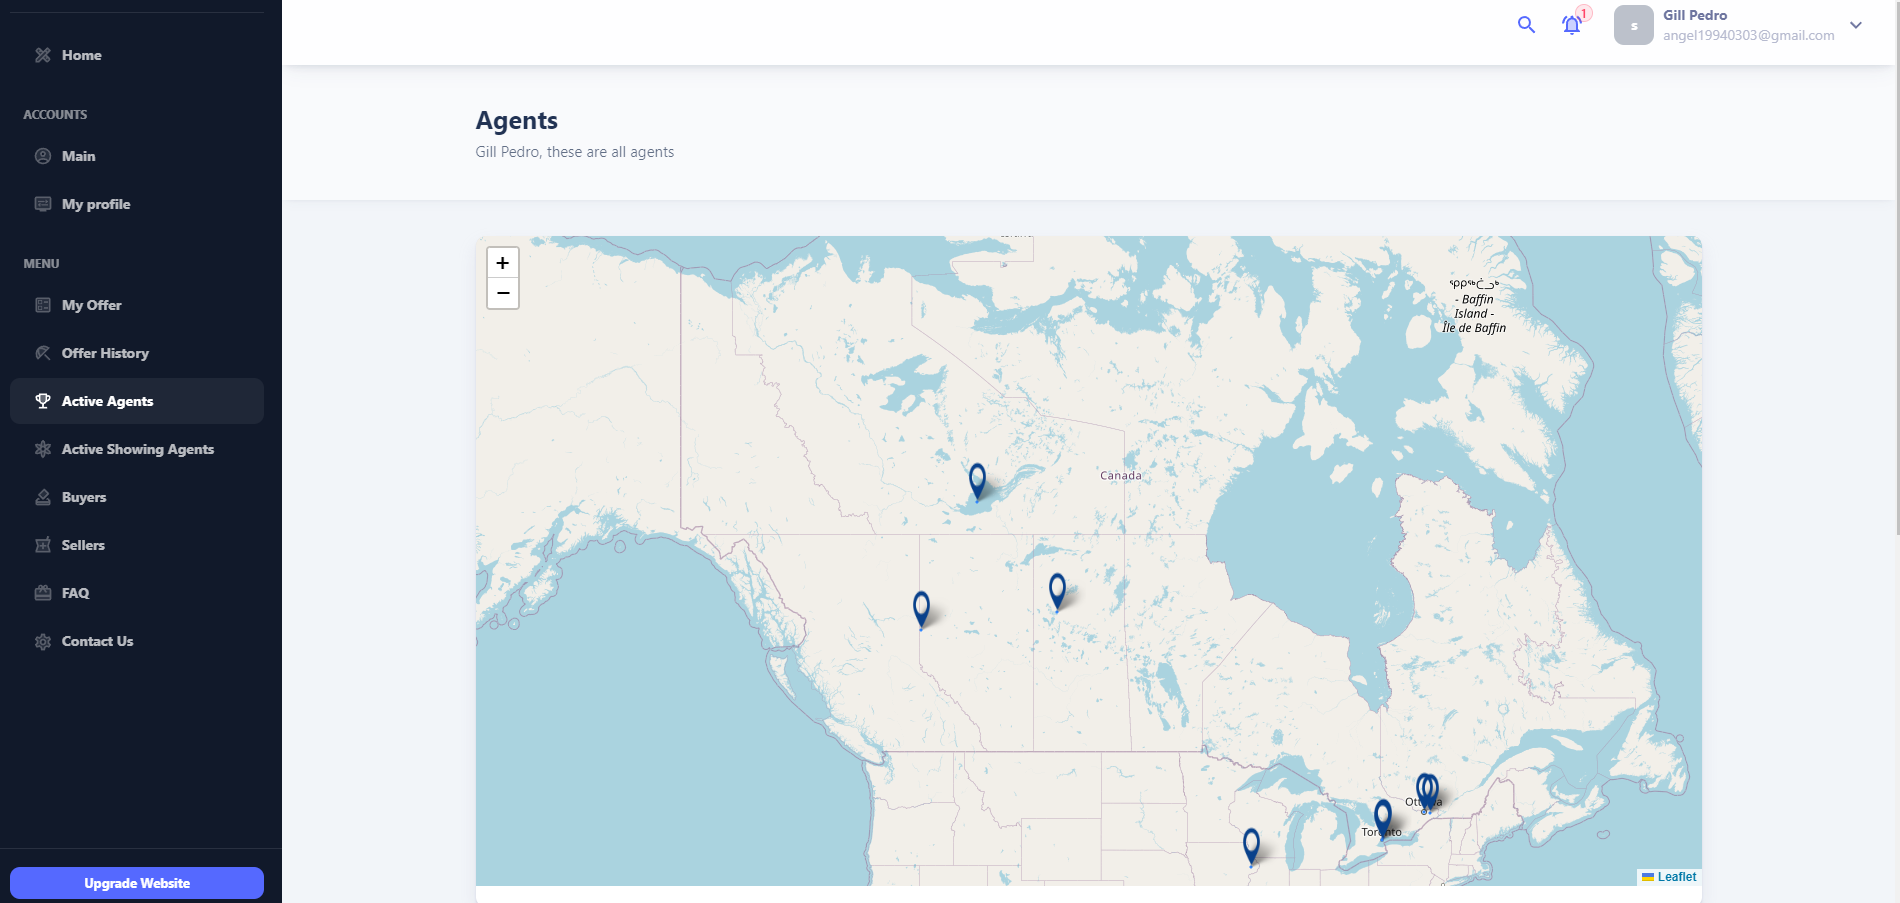 Home
ACCOUNTS
Main
My profile
MENU
My Offer
Offer History
Active Agents
Active Showing Agents
Buyers
Sellers
FAQ
Contact Us
Upgrade Website
1
s
Gill Pedro
angel19940303@gmail.com
Agents
Gill Pedro, these are all agents
+
−
ᕿᑭᖅᑖᓗᒃ
- Baffin
Island -
Île de Baffin
Canada
Toronto
Leaflet